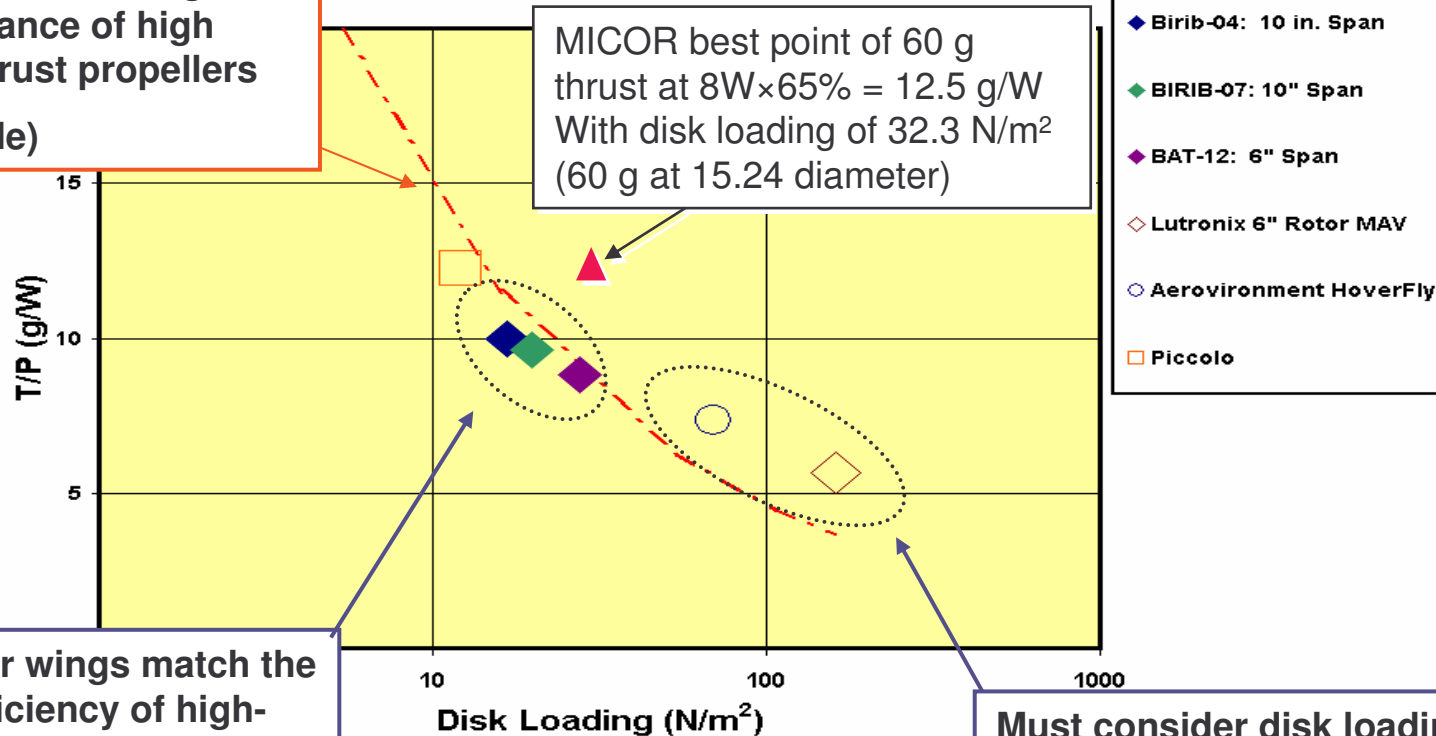 ance of high
rust propellers
le)
MICOR best point of 60 g
thrust at 8W×65% = 12.5 g/W
With disk loading of 32.3 N/m²
(60 g at 15.24 diameter)
Birib-04: 10 in. Span
BIRIB-07: 10" Span
BAT-12: 6" Span
Lutronix 6" Rotor MAV
Aerovironment HoverFly
Piccolo
T/P (g/W)
15
10
5
10
100
1000
Disk Loading (N/m²)
r wings match the
iciency of high-
Must consider disk loadin